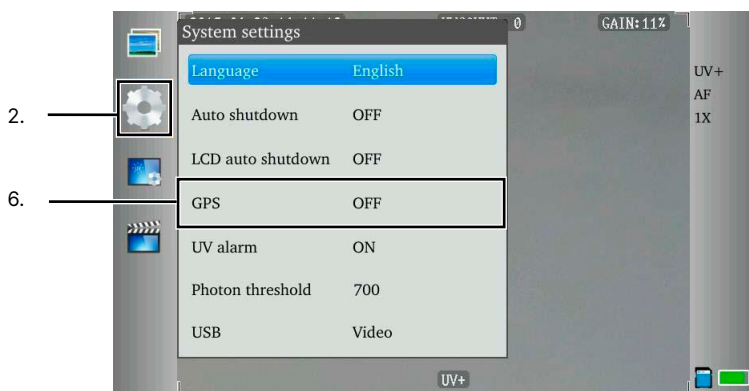 GAIN:11%
System settings
Language English
Auto shutdown OFF
LCD auto shutdown OFF
GPS OFF
UV alarm ON
Photon threshold 700
USB Video
UV+
AF
1X
2.
6.
UV+